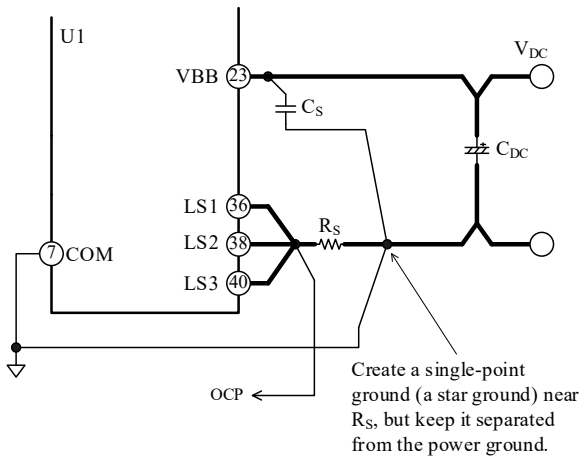 U1
V_DC
VBB 23
C_S
C_DC
LS1 36
R_S
LS2 38
7 COM
LS3 40
OCP
Create a single-point
ground (a star ground) near
R_S, but keep it separated
from the power ground.